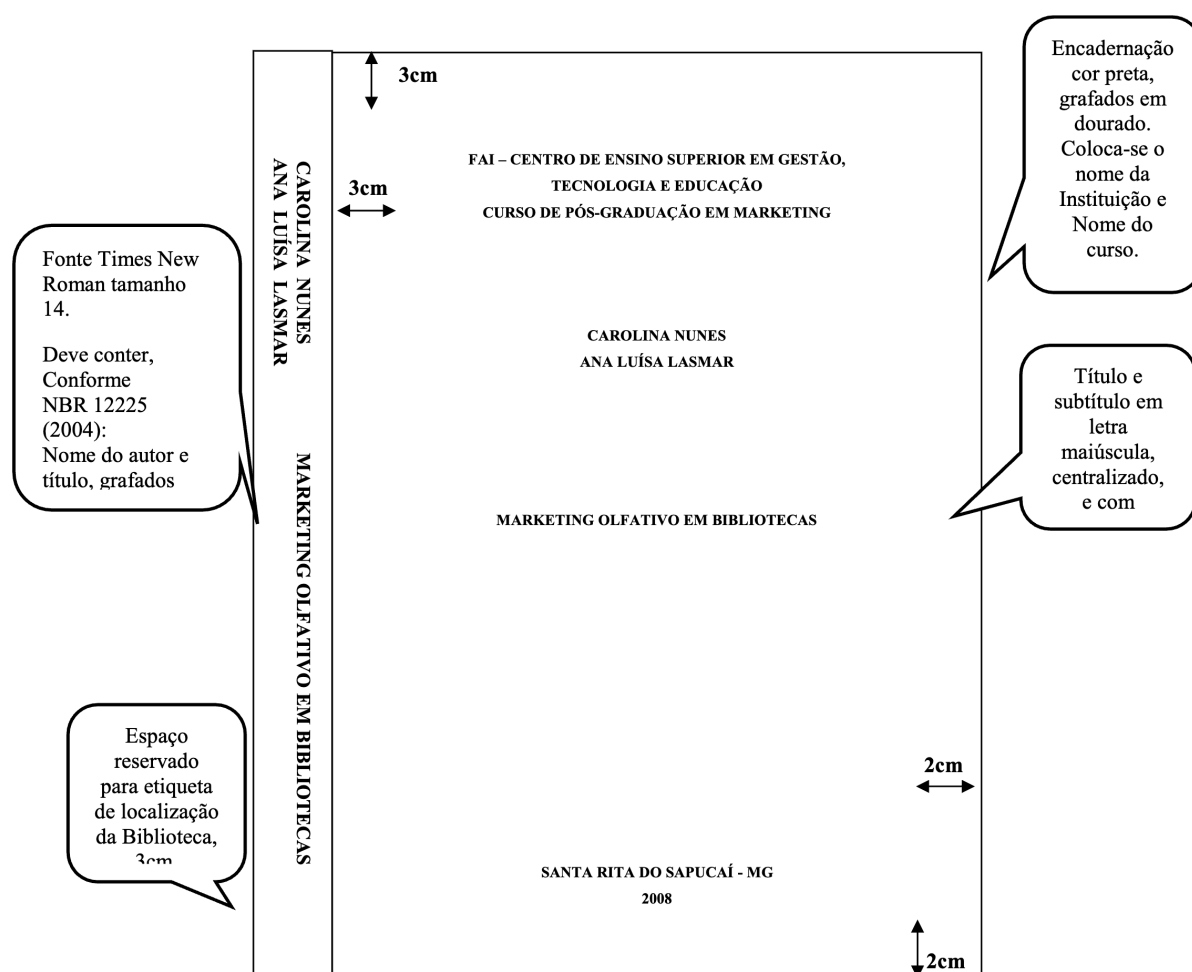 3cm
FAI – CENTRO DE ENSINO SUPERIOR EM GESTÃO,
TECNOLOGIA E EDUCAÇÃO
CURSO DE PÓS-GRADUAÇÃO EM MARKETING
3cm
CAROLINA NUNES
ANA LUÍSA LASMAR
MARKETING OLFATIVO EM BIBLIOTECAS
2cm
SANTA RITA DO SAPUCAÍ - MG
2008
2cm
CAROLINA NUNES
ANA LUÍSA LASMAR
MARKETING OLFATIVO EM BIBLIOTECAS
Fonte Times New
Roman tamanho
14.
Deve conter,
Conforme
NBR 12225
(2004):
Nome do autor e
título, grafados
Espaço
reservado
para etiqueta
de localização
da Biblioteca,
3cm
Encadernação
cor preta,
grafados em
dourado.
Coloca-se o
nome da
Instituição e
Nome do
curso.
Título e
subtítulo em
letra
maiúscula,
centralizado,
e com